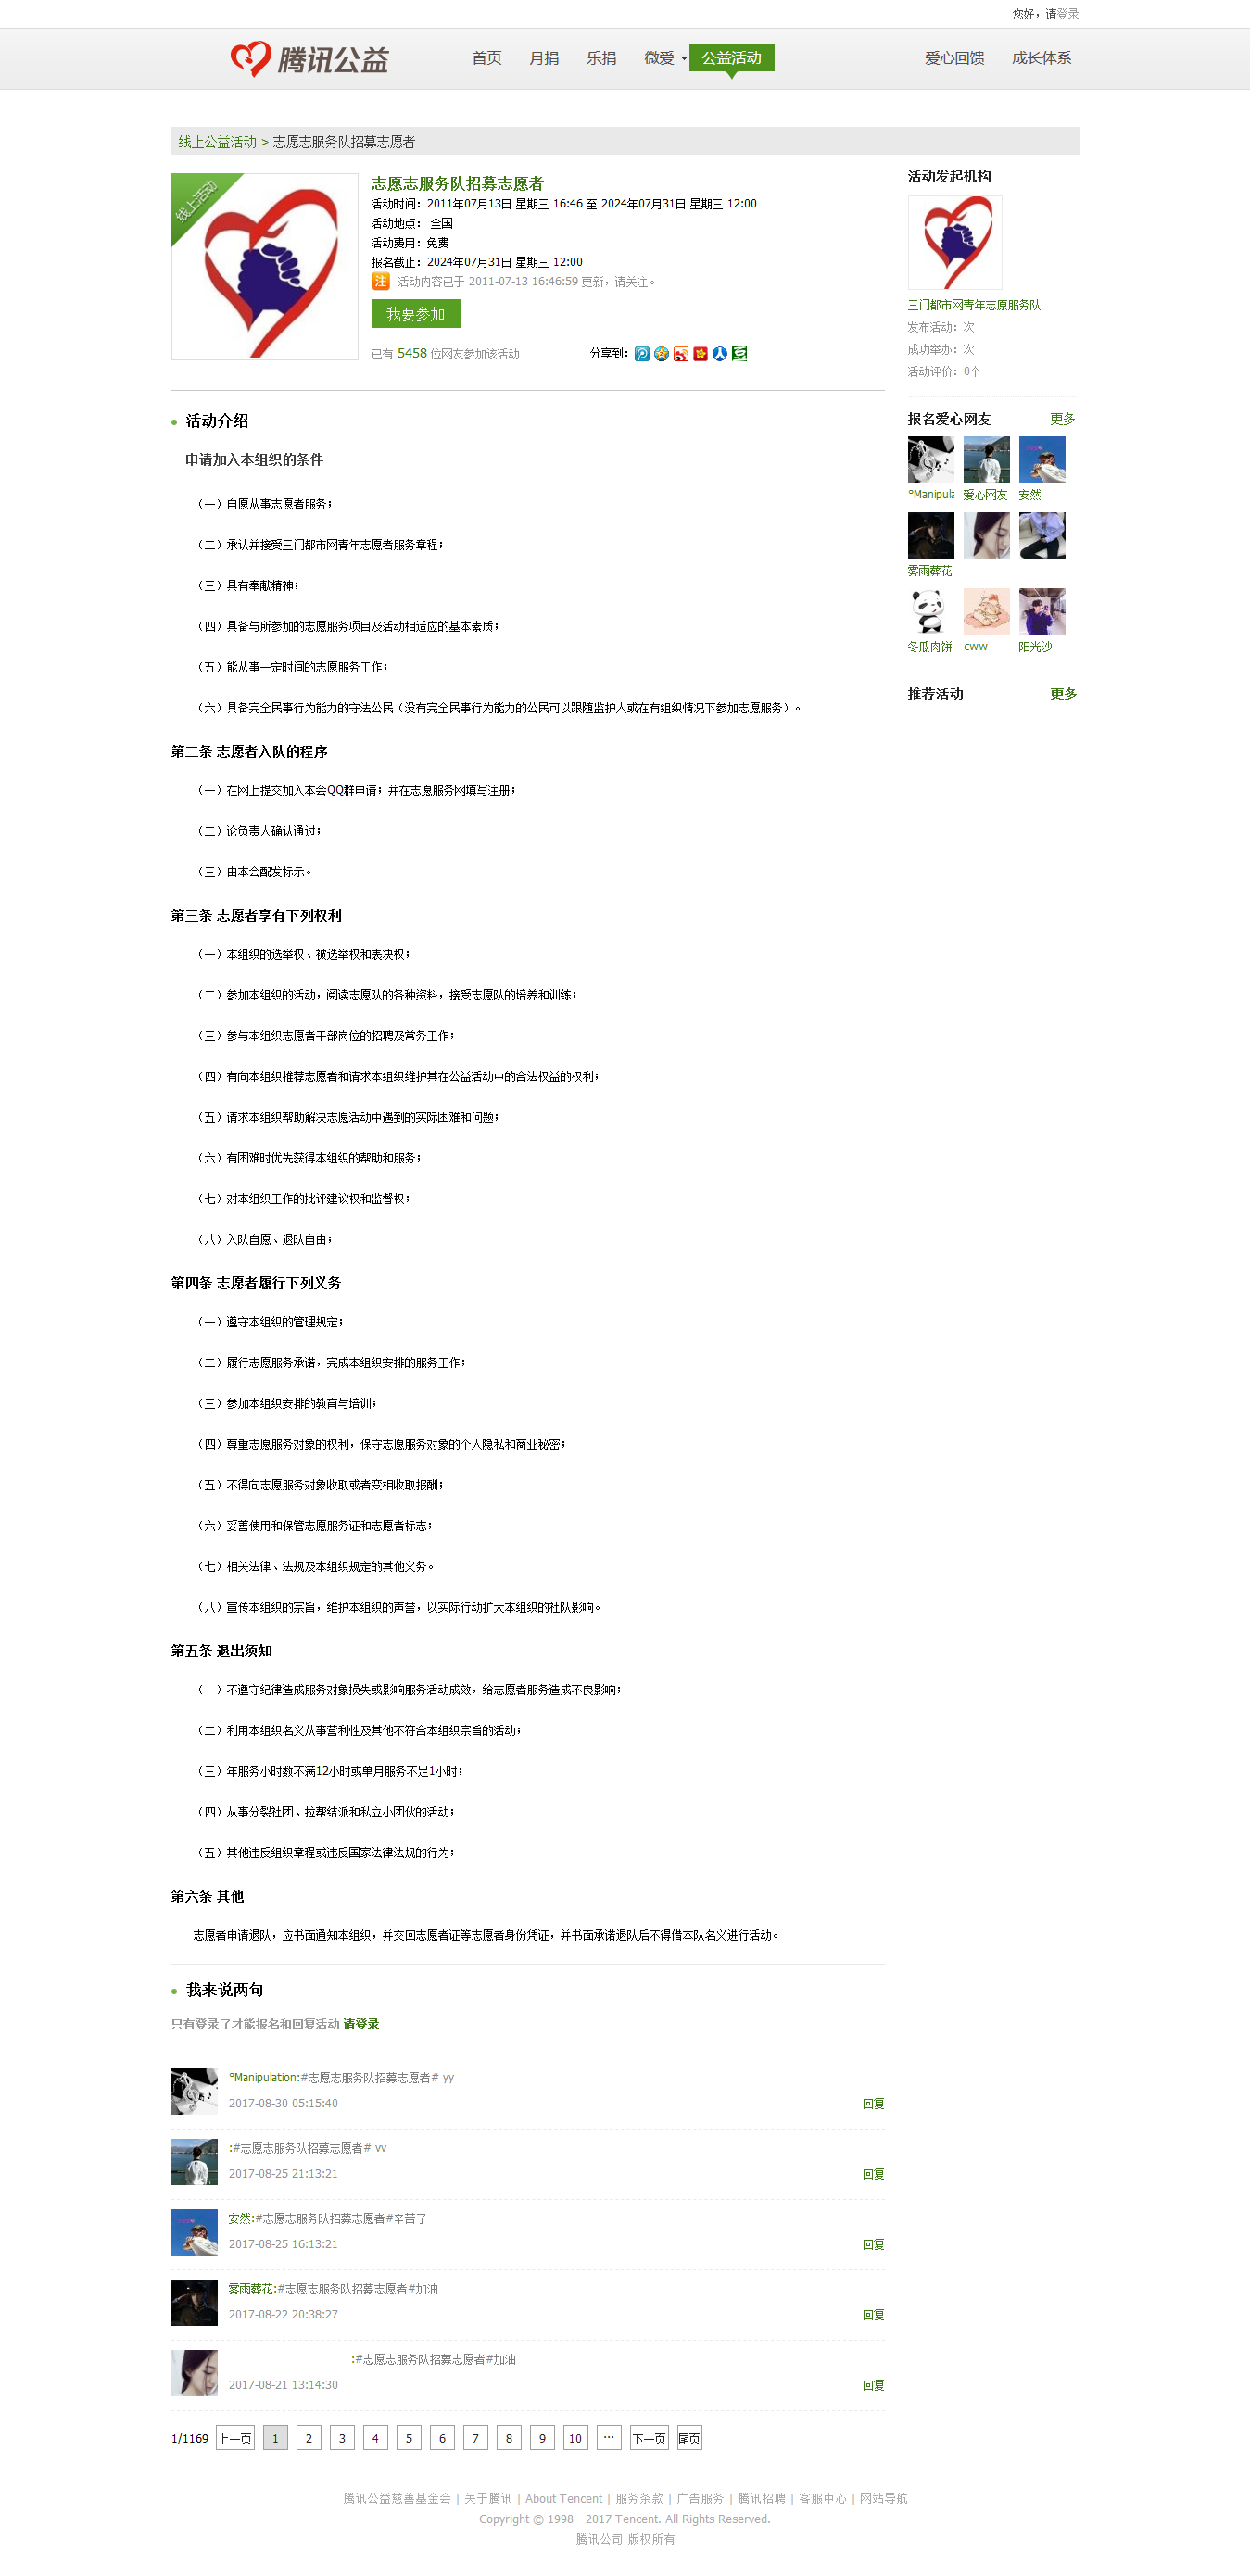 您好，请登录
腾讯公益 首页 月捐 乐捐 微爱 公益活动 爱心回馈 成长体系
线上公益活动 > 志愿志服务队招募志愿者
线上活动
志愿志服务队招募志愿者
活动时间：2011年07月13日 星期三 16:46 至 2024年07月31日 星期三 12:00
活动地点： 全国
活动费用：免费
报名截止：2024年07月31日 星期三 12:00
注 活动内容已于 2011-07-13 16:46:59 更新，请关注。
我要参加
已有 5458 位网友参加该活动 分享到：
活动发起机构
三门都市网青年志原服务队
发布活动：次
成功举办：次
活动评价：0个
报名爱心网友 更多
°Manipula 爱心网友 安然
雾雨葬花
冬瓜肉饼 cww 阳光沙
推荐活动 更多
活动介绍
申请加入本组织的条件
（一）自愿从事志愿者服务；
（二）承认并接受三门都市网青年志愿者服务章程；
（三）具有奉献精神；
（四）具备与所参加的志愿服务项目及活动相适应的基本素质；
（五）能从事一定时间的志愿服务工作；
（六）具备完全民事行为能力的守法公民（没有完全民事行为能力的公民可以跟随监护人或在有组织情况下参加志愿服务）。
第二条 志愿者入队的程序
（一）在网上提交加入本会QQ群申请；并在志愿服务网填写注册；
（二）论负责人确认通过；
（三）由本会配发标示。
第三条 志愿者享有下列权利
（一）本组织的选举权、被选举权和表决权；
（二）参加本组织的活动，阅读志愿队的各种资料，接受志愿队的培养和训练；
（三）参与本组织志愿者干部岗位的招聘及常务工作；
（四）有向本组织推荐志愿者和请求本组织维护其在公益活动中的合法权益的权利；
（五）请求本组织帮助解决志愿活动中遇到的实际困难和问题；
（六）有困难时优先获得本组织的帮助和服务；
（七）对本组织工作的批评建议权和监督权；
（八）入队自愿、退队自由；
第四条 志愿者履行下列义务
（一）遵守本组织的管理规定；
（二）履行志愿服务承诺，完成本组织安排的服务工作；
（三）参加本组织安排的教育与培训；
（四）尊重志愿服务对象的权利，保守志愿服务对象的个人隐私和商业秘密；
（五）不得向志愿服务对象收取或者变相收取报酬；
（六）妥善使用和保管志愿服务证和志愿者标志；
（七）相关法律、法规及本组织规定的其他义务。
（八）宣传本组织的宗旨，维护本组织的声誉，以实际行动扩大本组织的社队影响。
第五条 退出须知
（一）不遵守纪律造成服务对象损失或影响服务活动成效，给志愿者服务造成不良影响；
（二）利用本组织名义从事营利性及其他不符合本组织宗旨的活动；
（三）年服务小时数不满12小时或单月服务不足1小时；
（四）从事分裂社团、拉帮结派和私立小团伙的活动；
（五）其他违反组织章程或违反国家法律法规的行为；
第六条 其他
志愿者申请退队，应书面通知本组织，并交回志愿者证等志愿者身份凭证，并书面承诺退队后不得借本队名义进行活动。
我来说两句
只有登录了才能报名和回复活动 请登录
°Manipulation:#志愿志服务队招募志愿者# yy
2017-08-30 05:15:40 回复
:#志愿志服务队招募志愿者# vv
2017-08-25 21:13:21 回复
安然:#志愿志服务队招募志愿者#辛苦了
2017-08-25 16:13:21 回复
雾雨葬花:#志愿志服务队招募志愿者#加油
2017-08-22 20:38:27 回复
:#志愿志服务队招募志愿者#加油
2017-08-21 13:14:30 回复
1/1169 上一页 1 2 3 4 5 6 7 8 9 10 ... 下一页 尾页
腾讯公益慈善基金会 | 关于腾讯 | About Tencent | 服务条款 | 广告服务 | 腾讯招聘 | 客服中心 | 网站导航
Copyright © 1998 - 2017 Tencent. All Rights Reserved.
腾讯公司 版权所有